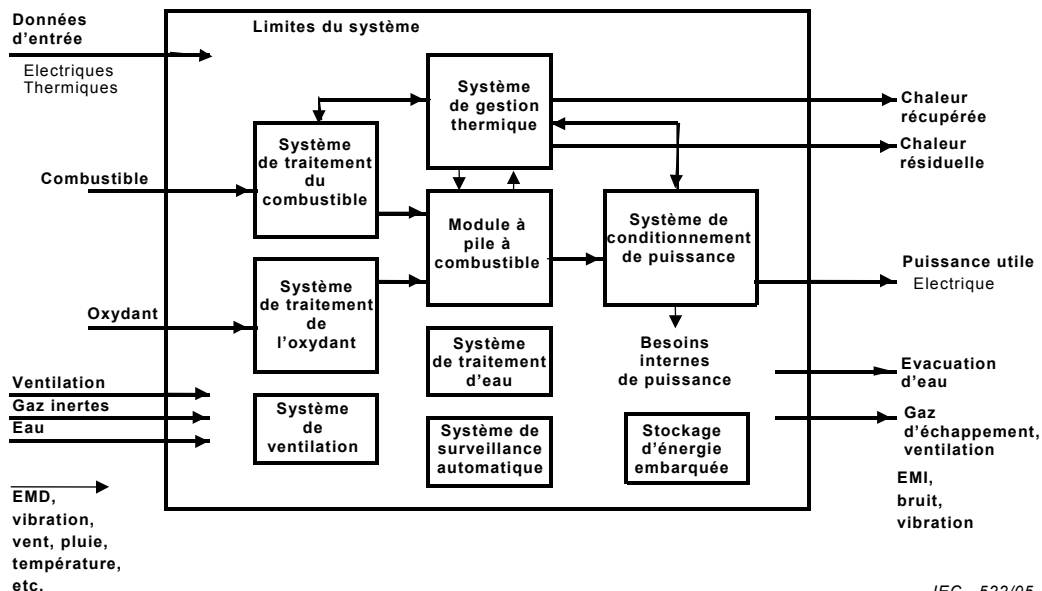 Données
d'entrée
Electriques
Thermiques
Combustible
Oxydant
Ventilation
Gaz inertes
Eau
EMD,
vibration,
vent, pluie,
température,
etc.
Limites du système
Système
de traitement
du
combustible
Système
de traitement
de
l'oxydant
Système
de
ventilation
Système
de gestion
thermique
Module à
pile à
combustible
Système
de traitement
d'eau
Système de
surveillance
automatique
Système de
conditionnement
de puissance
Besoins
internes
de puissance
Stockage
d'énergie
embarquée
Chaleur
récupérée
Chaleur
résiduelle
Puissance utile
Electrique
Evacuation
d'eau
Gaz
d'échappement,
ventilation
EMI,
bruit,
vibration
IEC 522/05